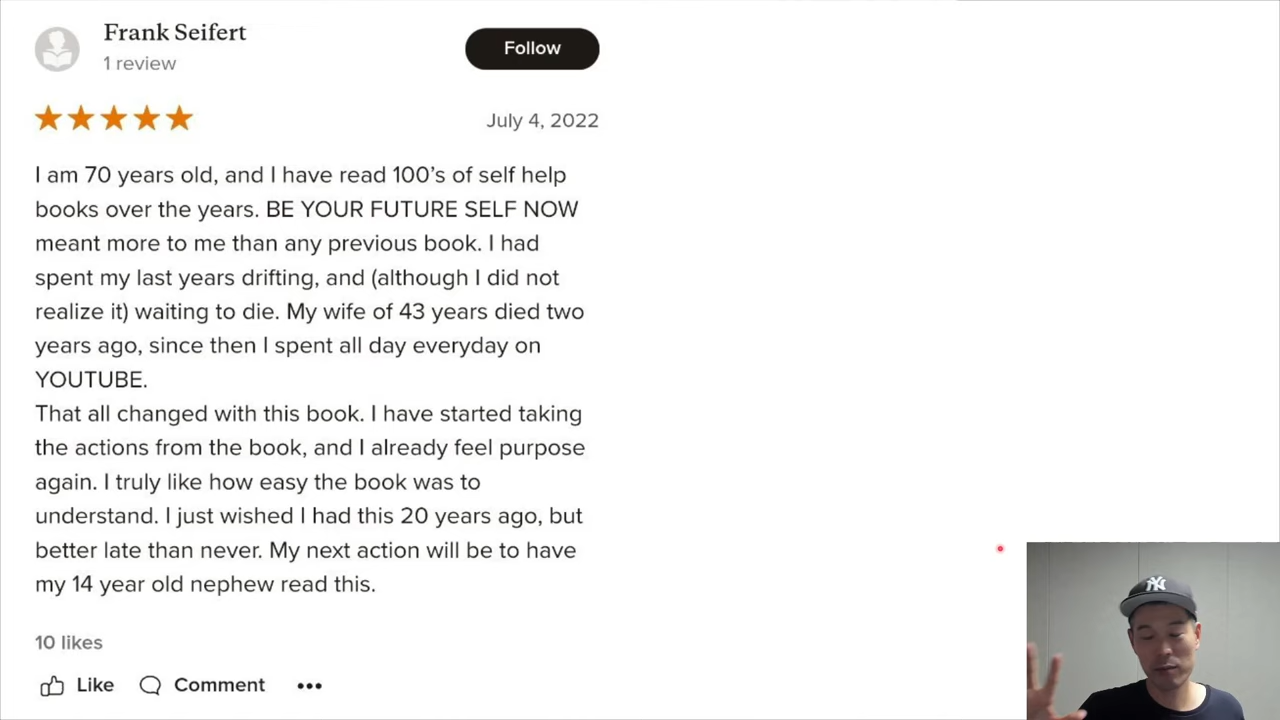 Frank Seifert
Follow
1 review
July 4, 2022
I am 70 years old, and I have read 100’s of self help
books over the years. BE YOUR FUTURE SELF NOW
meant more to me than any previous book. I had
spent my last years drifting, and (although I did not
realize it) waiting to die. My wife of 43 years died two
years ago, since then I spent all day everyday on
YOUTUBE.
That all changed with this book. I have started taking
the actions from the book, and I already feel purpose
again. I truly like how easy the book was to
understand. I just wished I had this 20 years ago, but
better late than never. My next action will be to have
my 14 year old nephew read this.
10 likes
Like Comment
NY